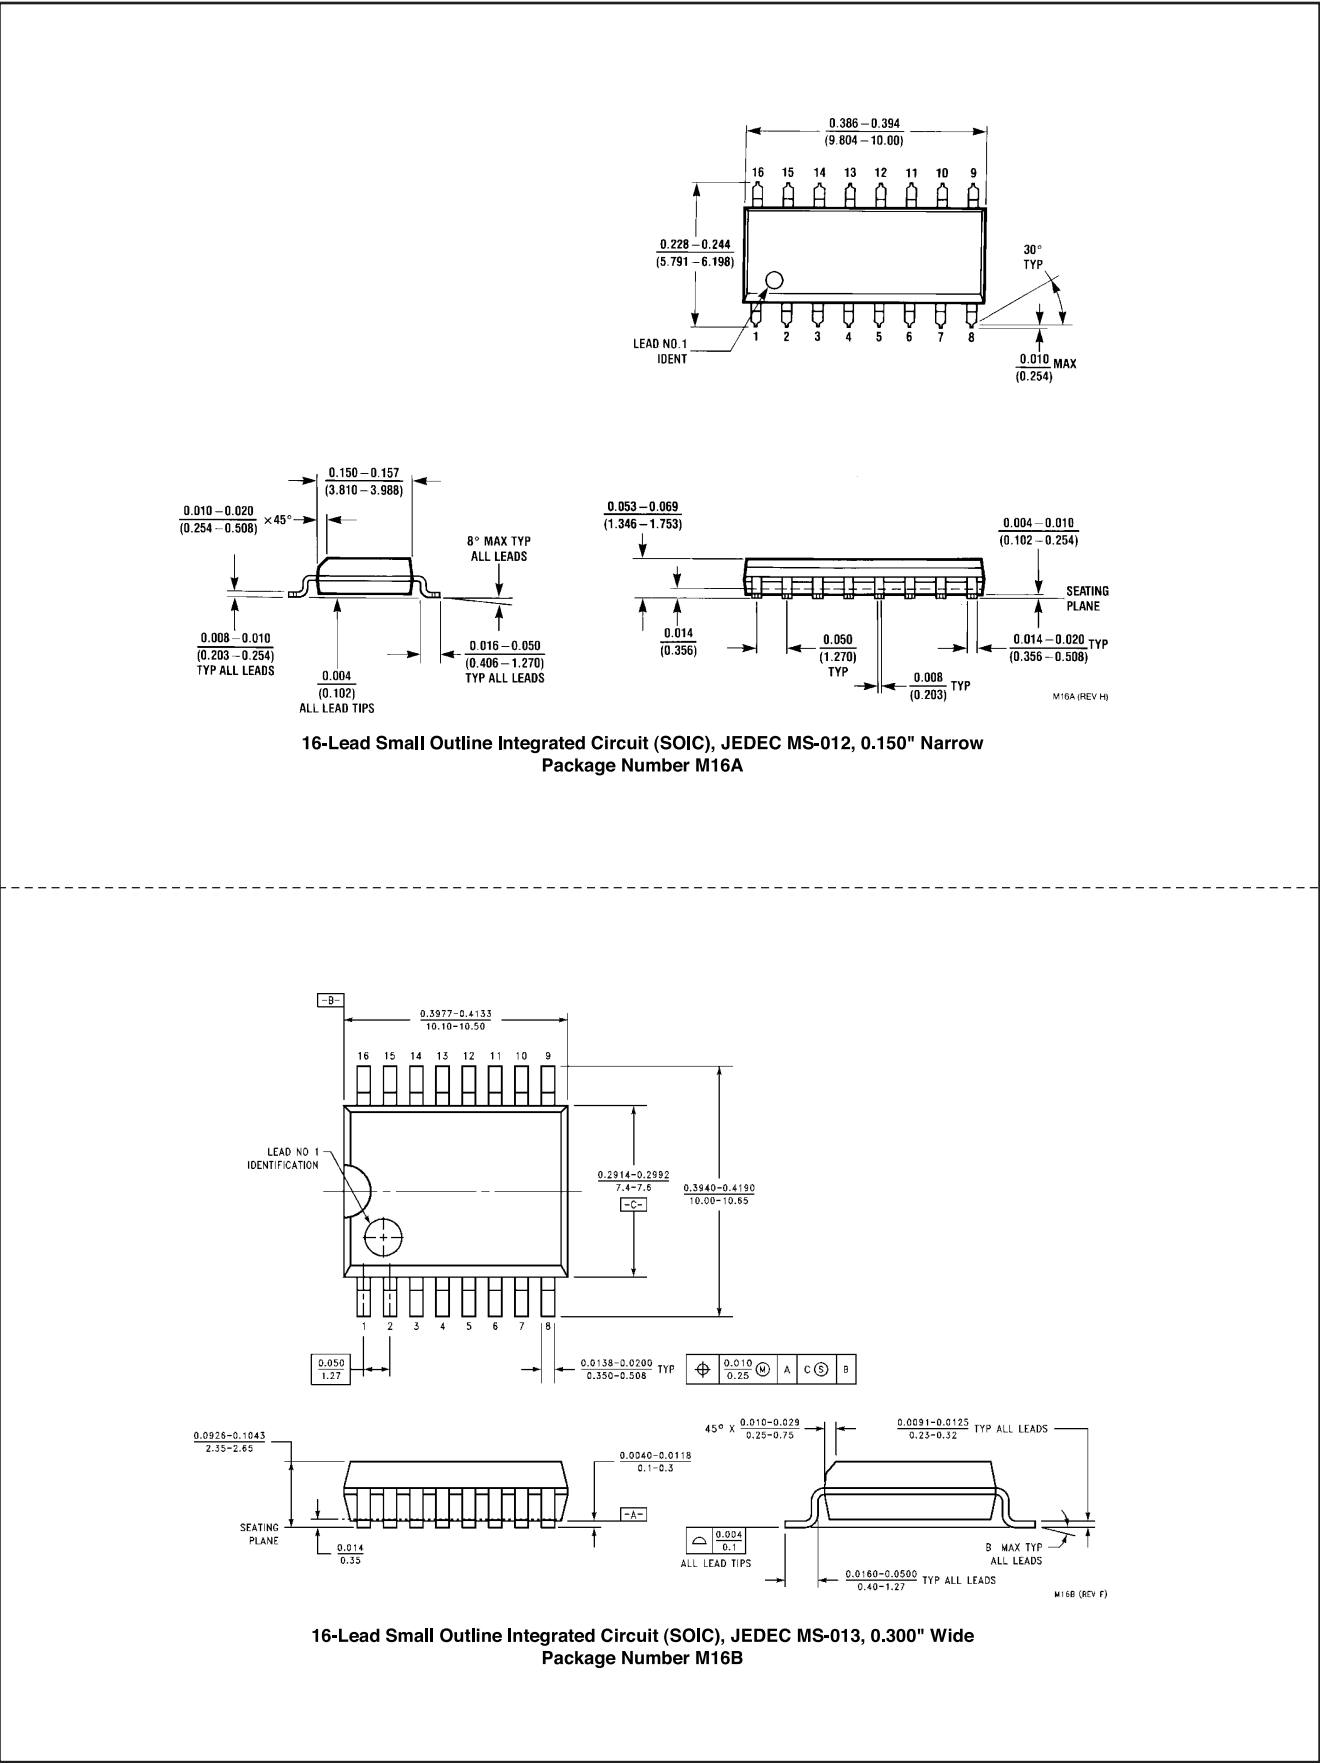 0.386 – 0.394
(9.804 – 10.00)
16 15 14 13 12 11 10 9
0.228 – 0.244
(5.791 – 6.198)
30°
TYP
LEAD NO.1
IDENT
1 2 3 4 5 6 7 8
0.010 MAX
(0.254)
0.150 – 0.157
(3.810 – 3.988)
0.010 – 0.020
(0.254 – 0.508)
×45°
8° MAX TYP
ALL LEADS
0.008 – 0.010
(0.203 – 0.254)
TYP ALL LEADS
0.004
(0.102)
ALL LEAD TIPS
0.016 – 0.050
(0.406 – 1.270)
TYP ALL LEADS
0.053 – 0.069
(1.346 – 1.753)
0.004 – 0.010
(0.102 – 0.254)
SEATING
PLANE
0.014
(0.356)
0.050
(1.270)
TYP
0.008
(0.203)
TYP
0.014 – 0.020
(0.356 – 0.508)
TYP
M16A (REV H)
16-Lead Small Outline Integrated Circuit (SOIC), JEDEC MS-012, 0.150" Narrow
Package Number M16A
-B-
0.3977-0.4133
10.10-10.50
16 15 14 13 12 11 10 9
LEAD NO 1
IDENTIFICATION
0.2914-0.2992
7.4-7.6
-C-
0.3940-0.4190
10.00-10.65
1 2 3 4 5 6 7 8
0.050
1.27
0.0138-0.0200
0.350-0.508
TYP
⌖ 0.010 Ⓜ A C Ⓢ B
0.25
0.0926-0.1043
2.35-2.65
0.0040-0.0118
0.1-0.3
-A-
SEATING
PLANE
0.014
0.35
45° X 0.010-0.029
0.25-0.75
0.0091-0.0125
0.23-0.32
TYP ALL LEADS
0.004
0.1
ALL LEAD TIPS
8 MAX TYP
ALL LEADS
0.0160-0.0500
0.40-1.27
TYP ALL LEADS
M16B (REV F)
16-Lead Small Outline Integrated Circuit (SOIC), JEDEC MS-013, 0.300" Wide
Package Number M16B